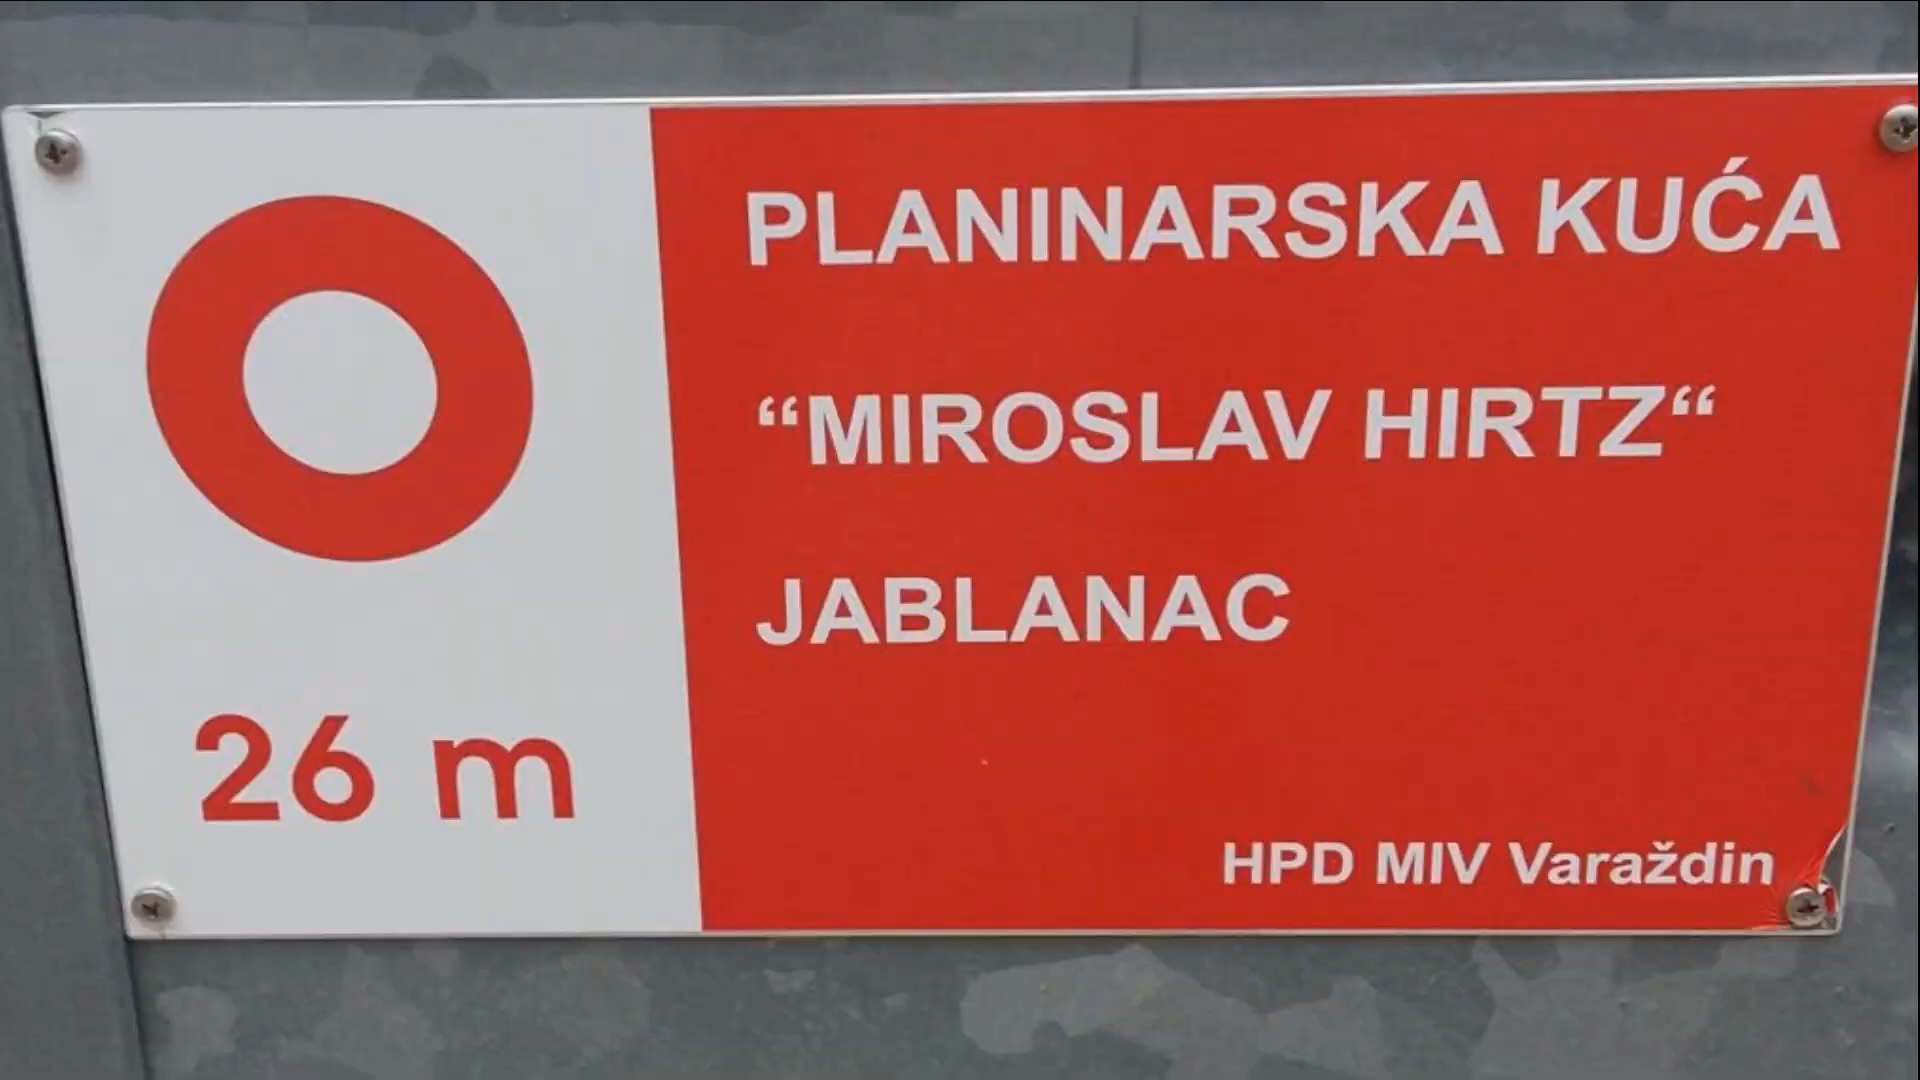 PLANINARSKA KUĆA
“MIROSLAV HIRTZ“
JABLANAC
26 m
HPD MIV Varaždin